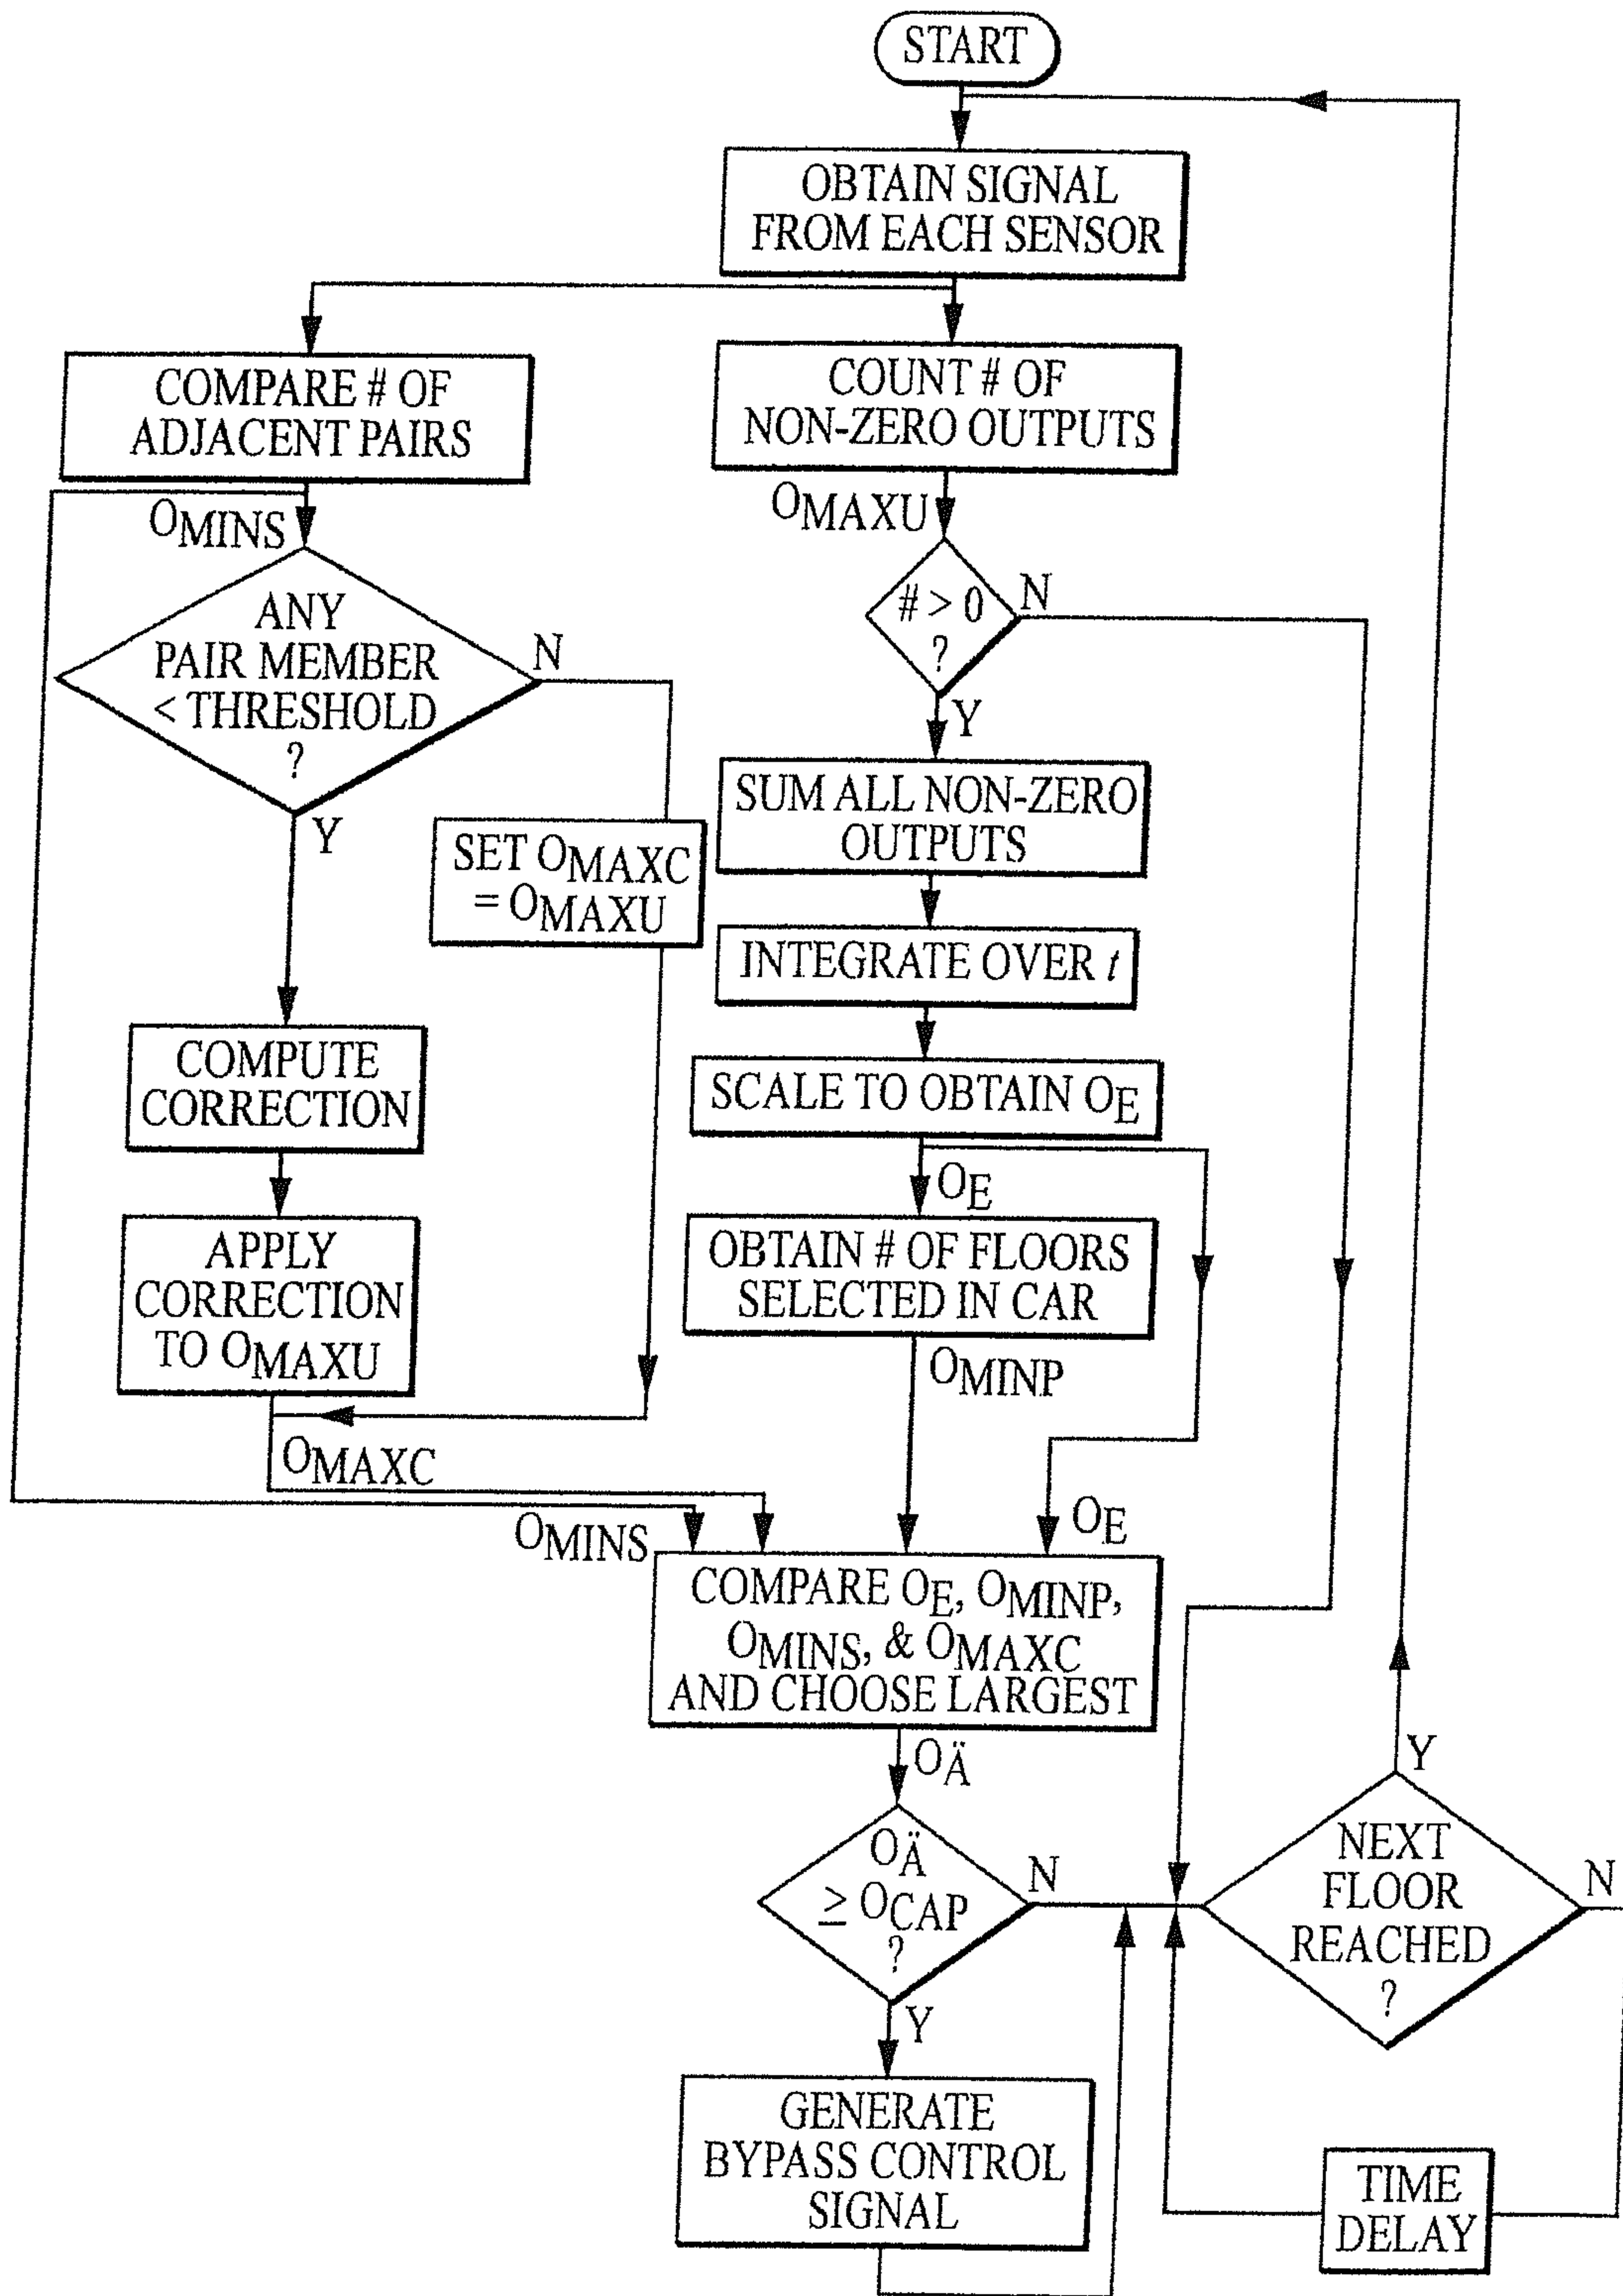 START
OBTAIN SIGNAL
FROM EACH SENSOR
COMPARE # OF
ADJACENT PAIRS
COUNT # OF
NON-ZERO OUTPUTS
OMINS
OMAXU
ANY
PAIR MEMBER
< THRESHOLD
?
N
Y
# > 0
?
N
Y
SET OMAXC
= OMAXU
SUM ALL NON-ZERO
OUTPUTS
INTEGRATE OVER t
COMPUTE
CORRECTION
SCALE TO OBTAIN OE
OE
APPLY
CORRECTION
TO OMAXU
OBTAIN # OF FLOORS
SELECTED IN CAR
OMINP
OMAXC
OMINS
OE
COMPARE OE, OMINP,
OMINS, & OMAXC
AND CHOOSE LARGEST
OÄ
OÄ
≥ OCAP
?
N
Y
NEXT
FLOOR
REACHED
?
Y
N
GENERATE
BYPASS CONTROL
SIGNAL
TIME
DELAY